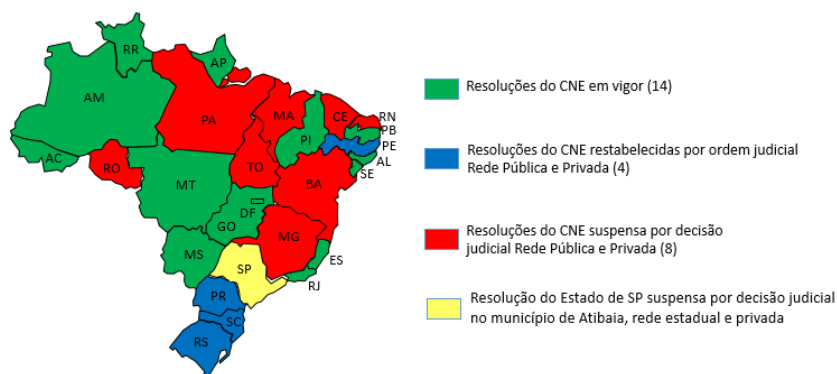 RR
AP
AM
PA
MA
CE
RN
PB
PI
PE
AL
SE
AC
RO
TO
BA
MT
DF
GO
MG
ES
MS
SP
RJ
PR
SC
RS
Resoluções do CNE em vigor (14)
Resoluções do CNE restabelecidas por ordem judicial
Rede Pública e Privada (4)
Resoluções do CNE suspensa por decisão
judicial Rede Pública e Privada (8)
Resolução do Estado de SP suspensa por decisão judicial
no município de Atibaia, rede estadual e privada